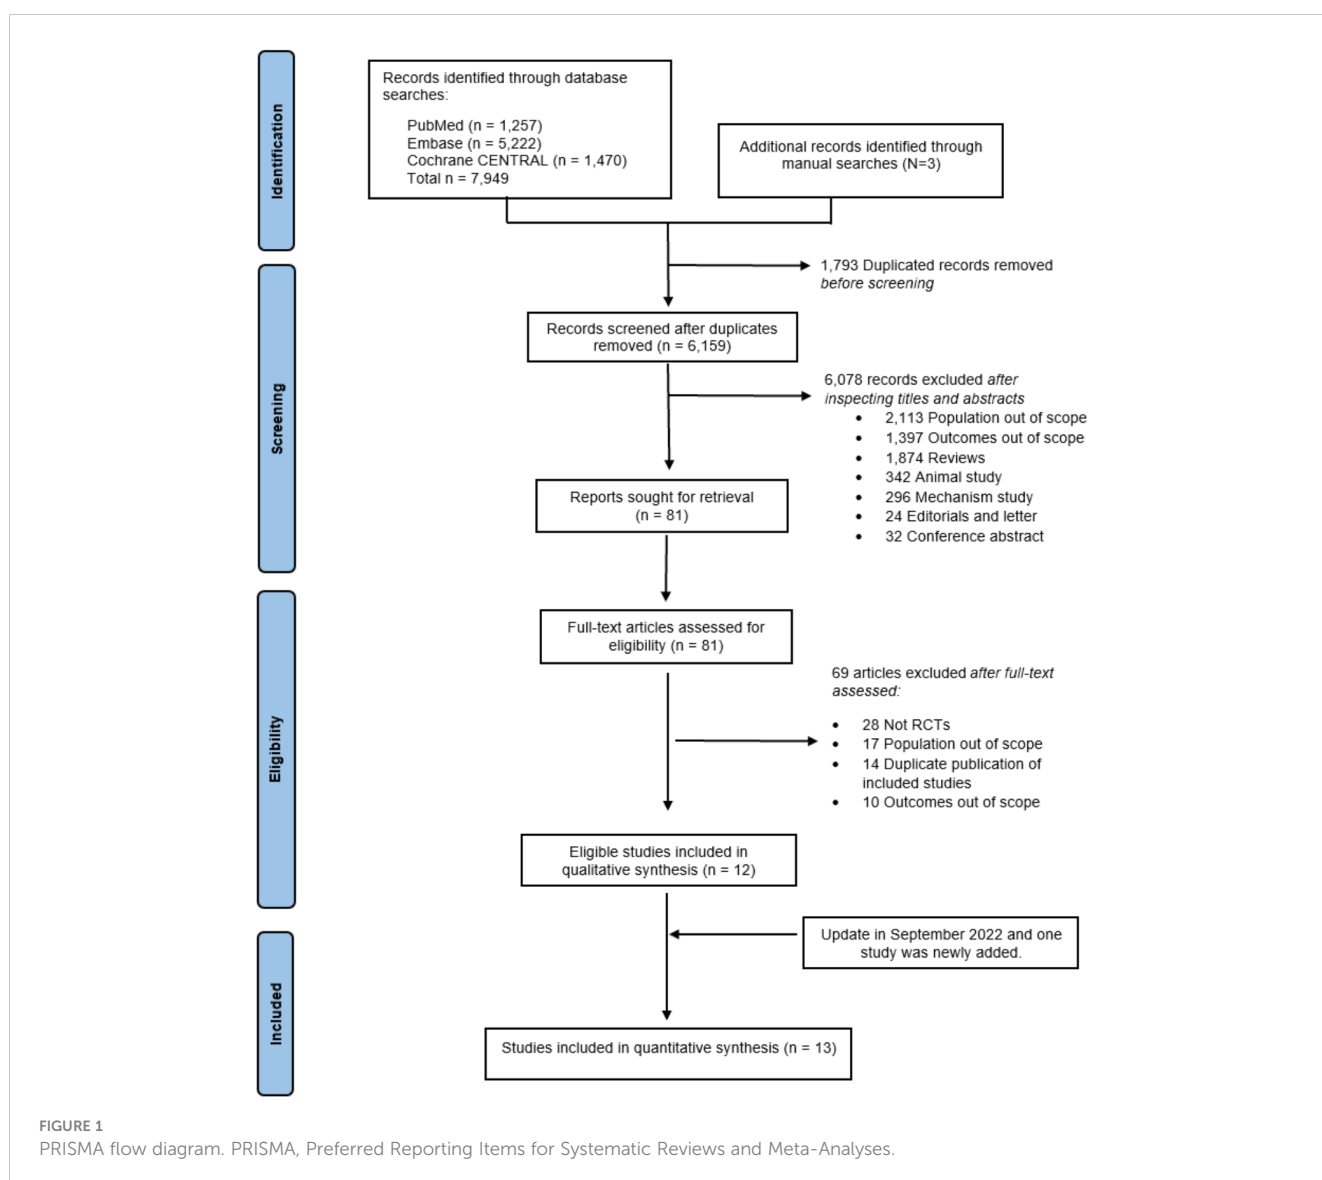 Identification
Records identified through database
searches:
PubMed (n = 1,257)
Embase (n = 5,222)
Cochrane CENTRAL (n = 1,470)
Total n = 7,949
Additional records identified through
manual searches (N=3)
1,793 Duplicated records removed
before screening
Screening
Records screened after duplicates
removed (n = 6,159)
6,078 records excluded after
inspecting titles and abstracts
• 2,113 Population out of scope
• 1,397 Outcomes out of scope
• 1,874 Reviews
• 342 Animal study
• 296 Mechanism study
• 24 Editorials and letter
• 32 Conference abstract
Reports sought for retrieval
(n = 81)
Eligibility
Full-text articles assessed for
eligibility (n = 81)
69 articles excluded after full-text
assessed:
• 28 Not RCTs
• 17 Population out of scope
• 14 Duplicate publication of
included studies
• 10 Outcomes out of scope
Eligible studies included in
qualitative synthesis (n = 12)
Included
Update in September 2022 and one
study was newly added.
Studies included in quantitative synthesis (n = 13)
FIGURE 1
PRISMA flow diagram. PRISMA, Preferred Reporting Items for Systematic Reviews and Meta-Analyses.